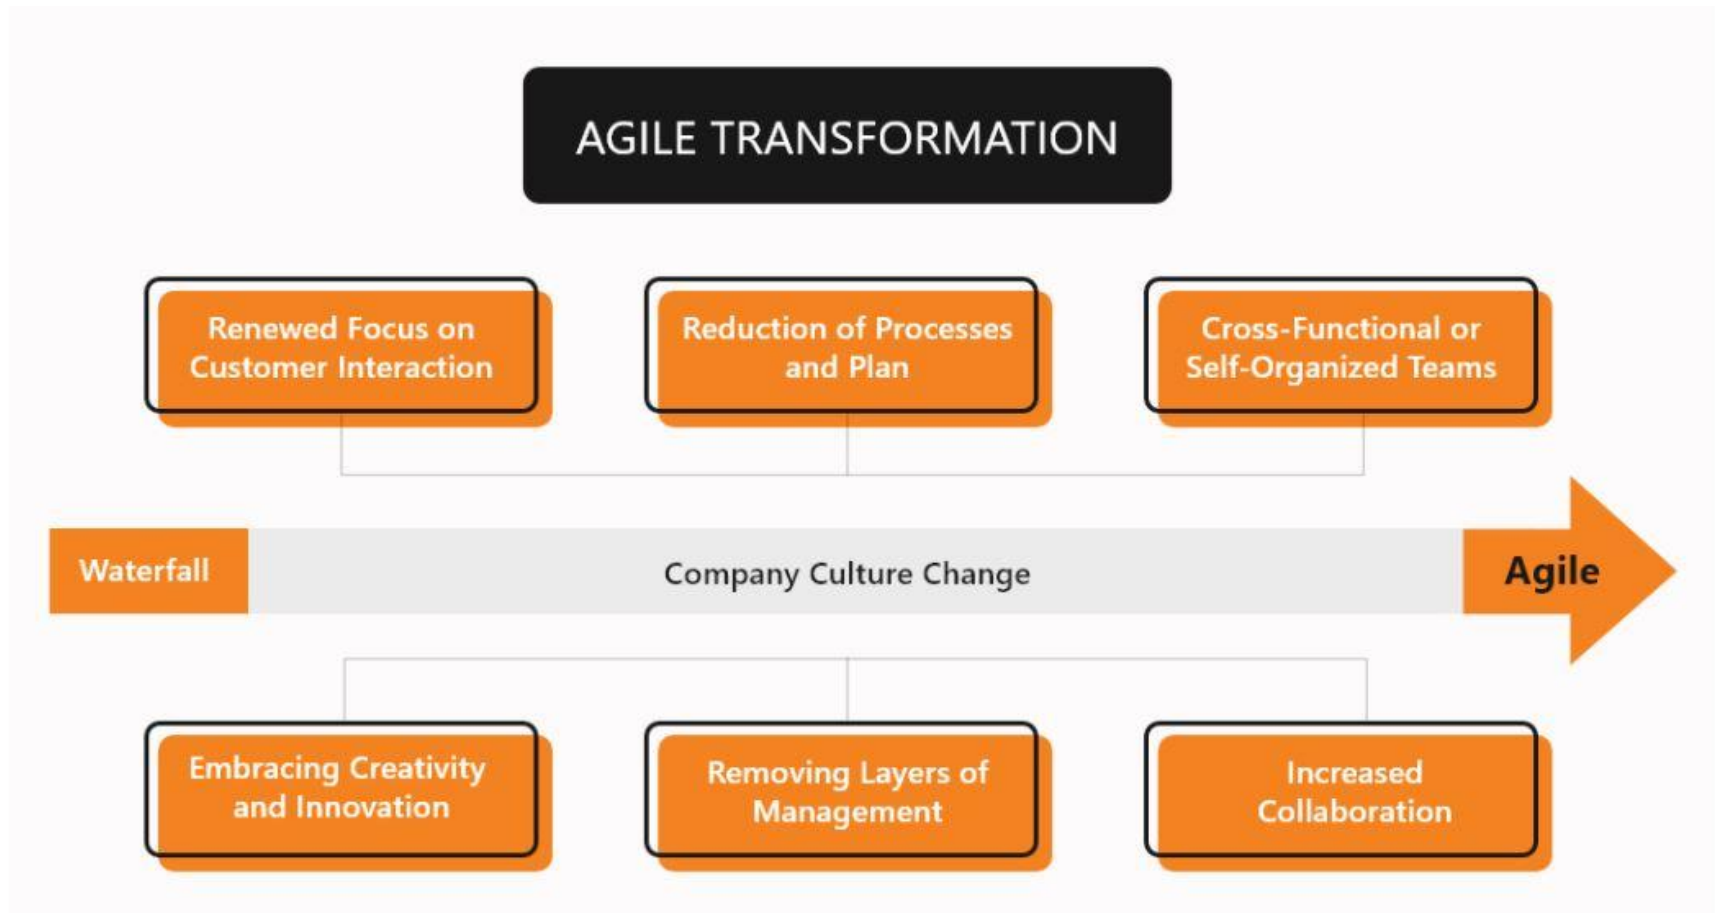 AGILE TRANSFORMATION
Renewed Focus on
Customer Interaction
Reduction of Processes
and Plan
Cross-Functional or
Self-Organized Teams
Waterfall
Company Culture Change
Agile
Embracing Creativity
and Innovation
Removing Layers of
Management
Increased
Collaboration